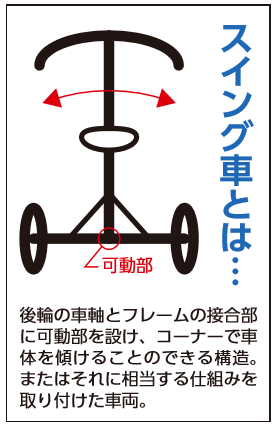 スイング車とは…
可動部
後輪の車軸とフレームの接合部
に可動部を設け、コーナーで車
体を傾けることのできる構造。
またはそれに相当する仕組みを
取り付けた車両。